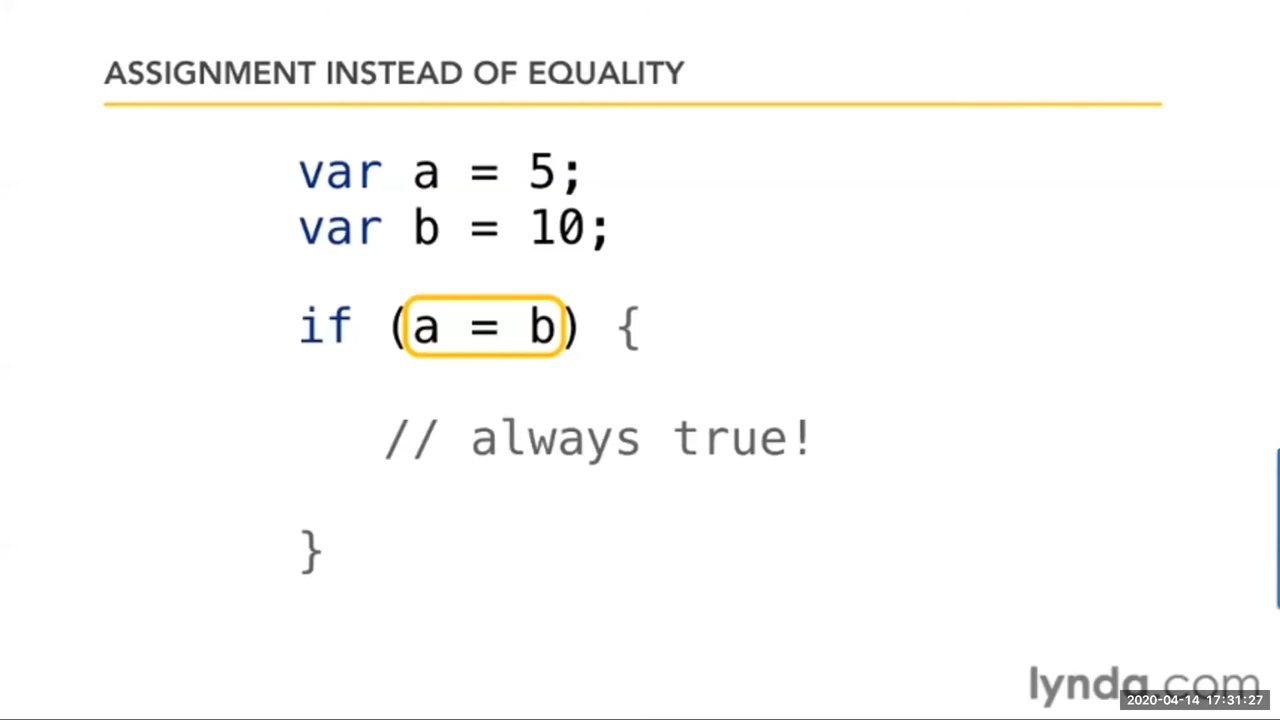 ASSIGNMENT INSTEAD OF EQUALITY
var a = 5;
var b = 10;
if (a = b) {
// always true!
}
lynda.com
2020-04-14 17:31:27